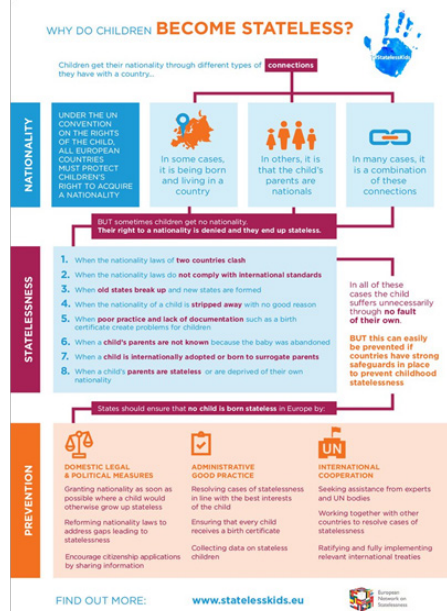 WHY DO CHILDREN BECOME STATELESS?
#StatelessKids
Children get their nationality through different types of connections
they have with a country...
NATIONALITY
UNDER THE UN
CONVENTION
ON THE RIGHTS
OF THE CHILD,
ALL EUROPEAN
COUNTRIES
MUST PROTECT
CHILDREN'S
RIGHT TO ACQUIRE
A NATIONALITY
In some cases,
it is being born
and living in a
country
In others, it is
that the child's
parents are
nationals
In many cases, it
is a combination
of these
connections
BUT sometimes children get no nationality.
Their right to a nationality is denied and they end up stateless.
STATELESSNESS
1. When the nationality laws of two countries clash
2. When the nationality laws do not comply with international standards
3. When old states break up and new states are formed
4. When the nationality of a child is stripped away with no good reason
5. When poor practice and lack of documentation such as a birth
certificate create problems for children
6. When a child's parents are not known because the baby was abandoned
7. When a child is internationally adopted or born to surrogate parents
8. When a child's parents are stateless or are deprived of their own
nationality
In all of these
cases the child
suffers unnecessarily
through no fault
of their own.
BUT this can easily
be prevented if
countries have strong
safeguards in place
to prevent childhood
statelessness
States should ensure that no child is born stateless in Europe by:
PREVENTION
DOMESTIC LEGAL
& POLITICAL MEASURES
Granting nationality as soon as
possible where a child would
otherwise grow up stateless
Reforming nationality laws to
address gaps leading to
statelessness
Encourage citizenship applications
by sharing information
ADMINISTRATIVE
GOOD PRACTICE
Resolving cases of statelessness
in line with the best interests
of the child
Ensuring that every child
receives a birth certificate
Collecting data on stateless
children
UN
INTERNATIONAL
COOPERATION
Seeking assistance from experts
and UN bodies
Working together with other
countries to resolve cases of
statelessness
Ratifying and fully implementing
relevant international treaties
FIND OUT MORE:
www.statelesskids.eu
European
Network on
Statelessness